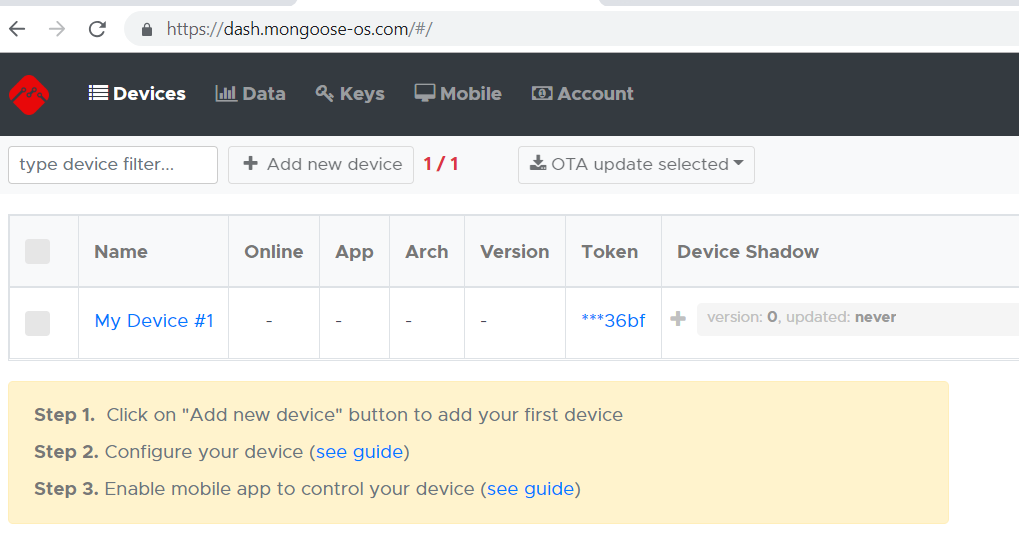 https://dash.mongoose-os.com/#/
Devices Data Keys Mobile Account
type device filter... + Add new device 1 / 1 OTA update selected
Name Online App Arch Version Token Device Shadow
My Device #1 - - - - ***36bf + version: 0, updated: never
Step 1. Click on "Add new device" button to add your first device
Step 2. Configure your device (see guide)
Step 3. Enable mobile app to control your device (see guide)